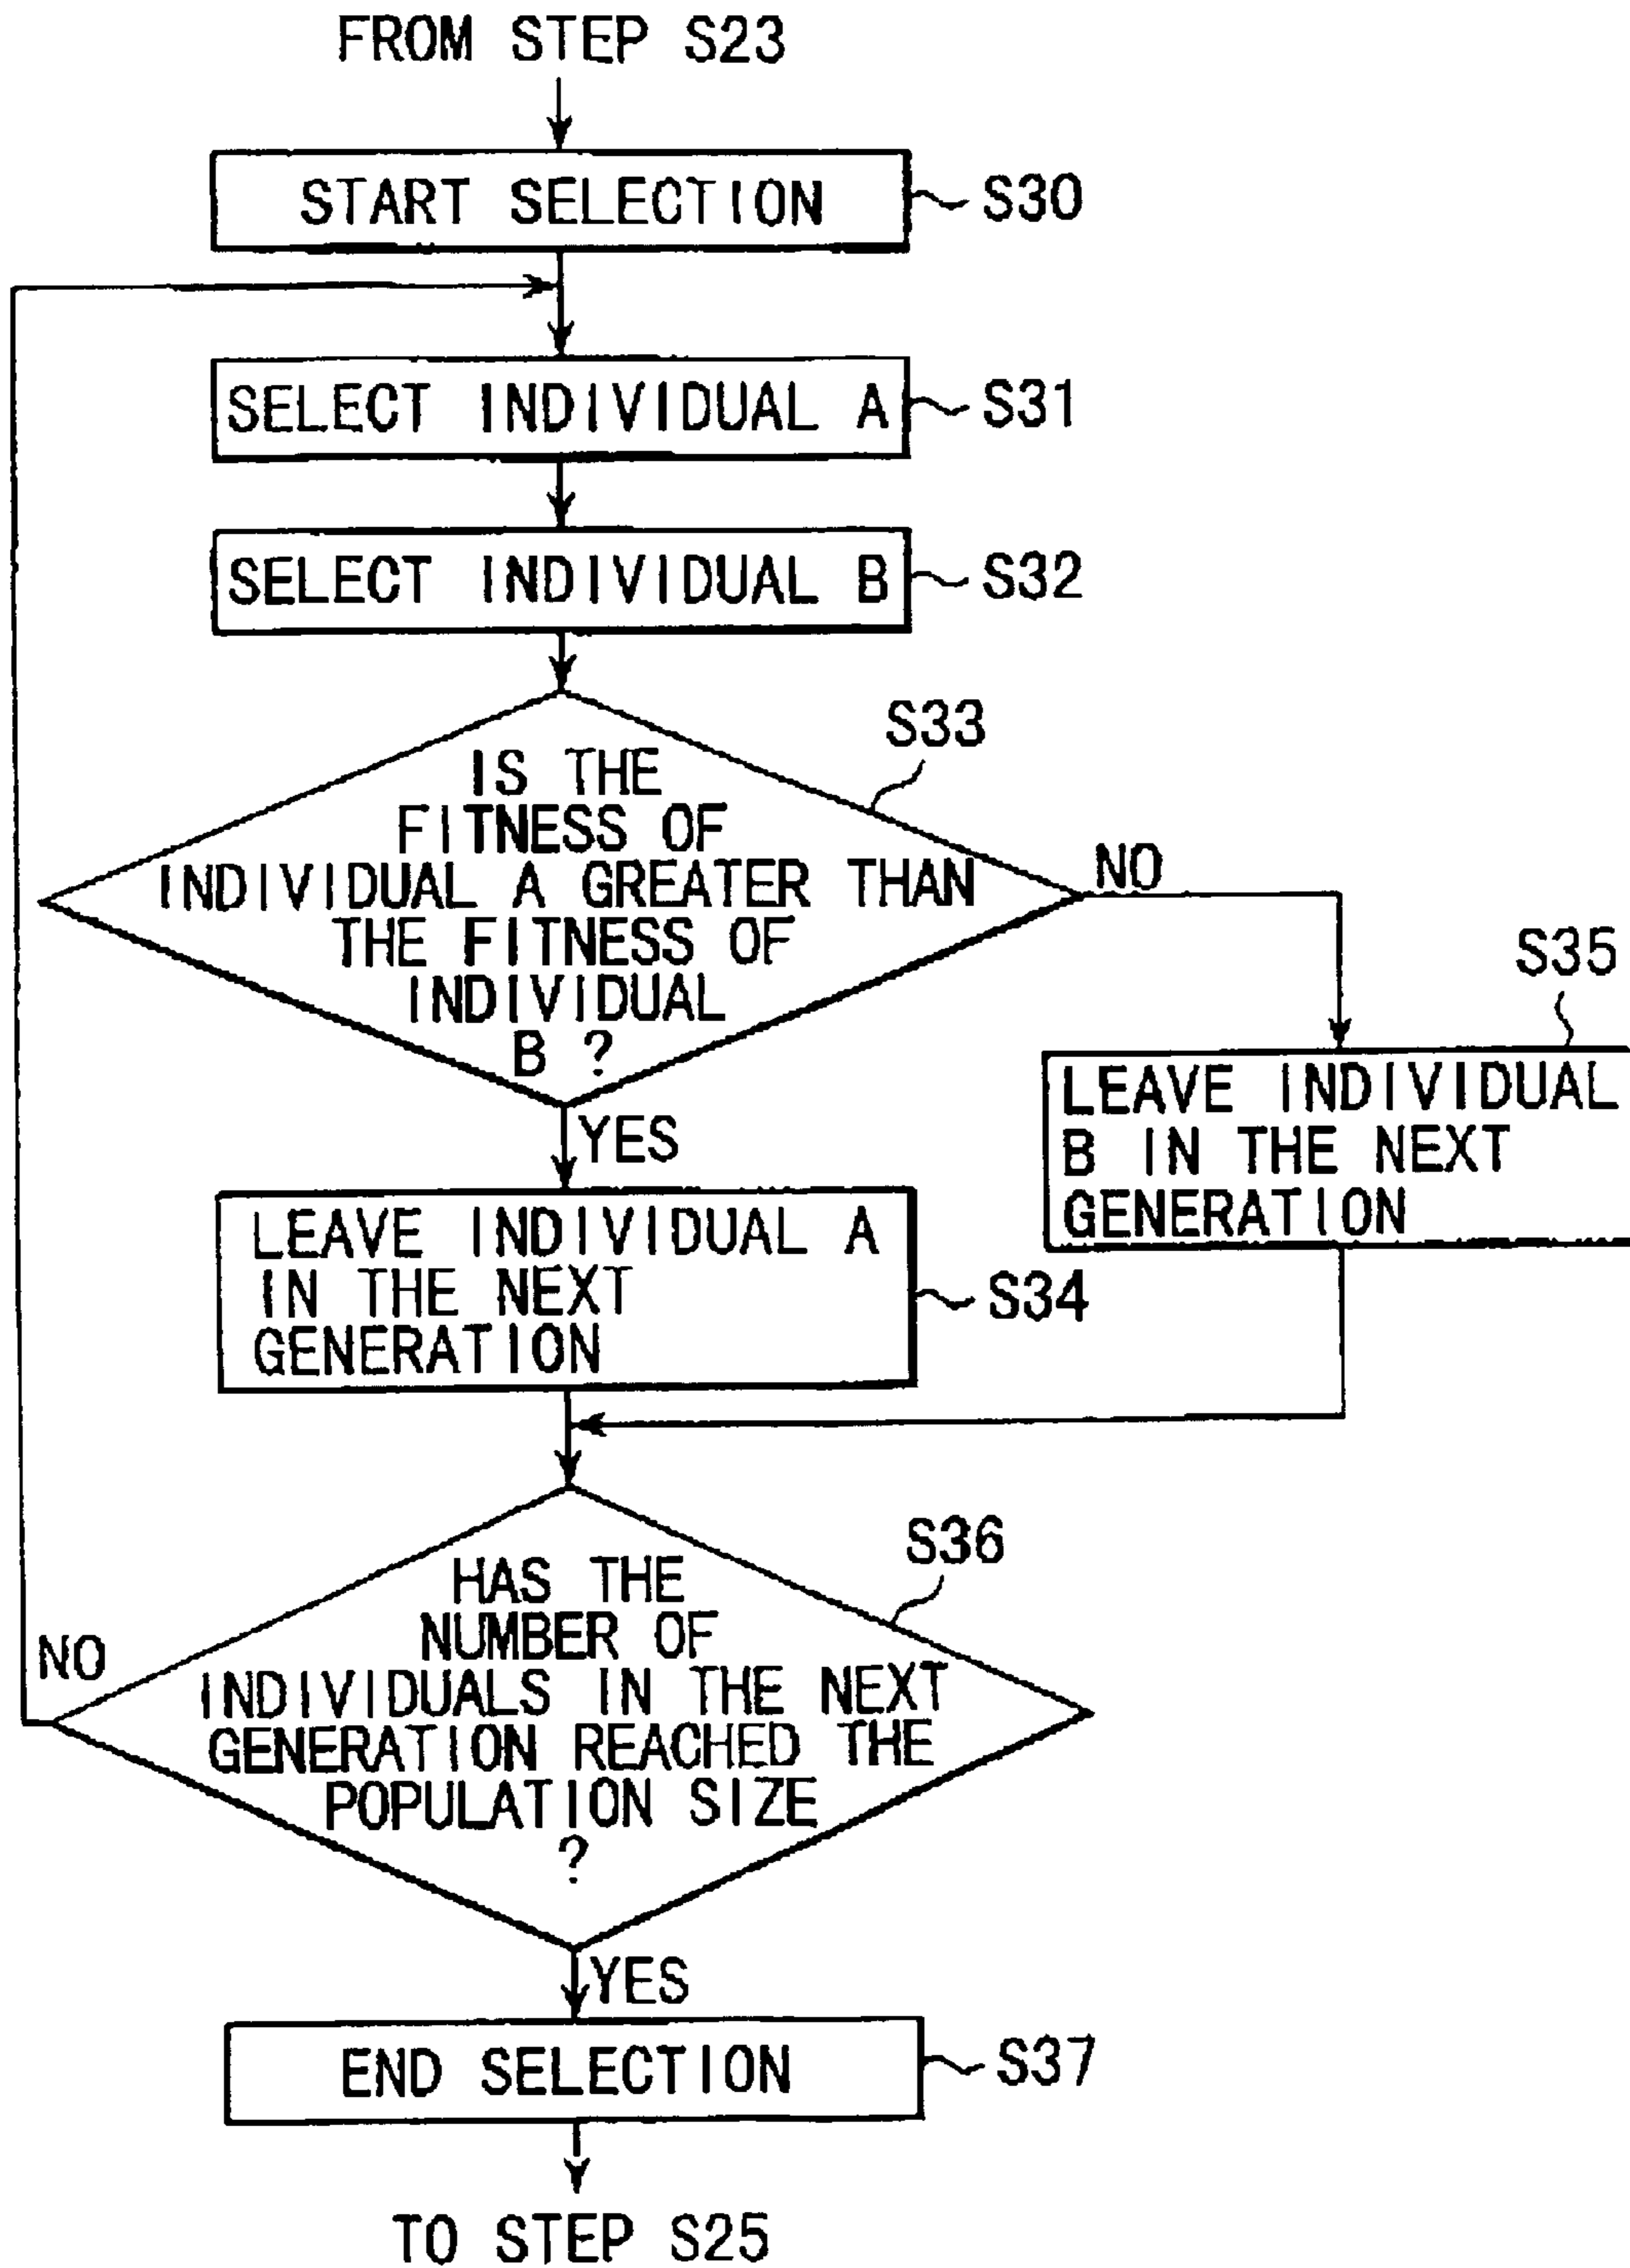 FROM STEP S23
START SELECTION
S30
SELECT INDIVIDUAL A
S31
SELECT INDIVIDUAL B
S32
S33
IS THE
FITNESS OF
INDIVIDUAL A GREATER THAN
THE FITNESS OF
INDIVIDUAL
B ?
NO
YES
S35
LEAVE INDIVIDUAL
B IN THE NEXT
GENERATION
LEAVE INDIVIDUAL A
IN THE NEXT
GENERATION
S34
S36
HAS THE
NUMBER OF
INDIVIDUALS IN THE NEXT
GENERATION REACHED THE
POPULATION SIZE
?
NO
YES
END SELECTION
S37
TO STEP S25